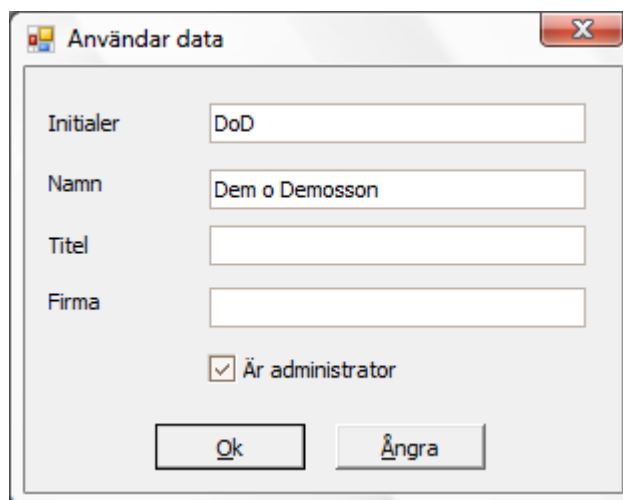 Användar data
Initialer DoD
Namn Dem o Demosson
Titel
Firma
Är administrator
Ok Ångra